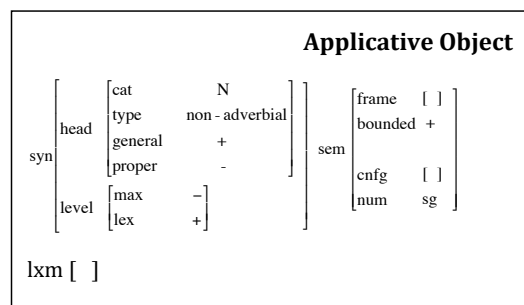 Applicative Object
syn head cat N
type non - adverbial
general +
proper -
level max –
lex +
sem frame [ ]
bounded +
cnfg [ ]
num sg
lxm [ ]